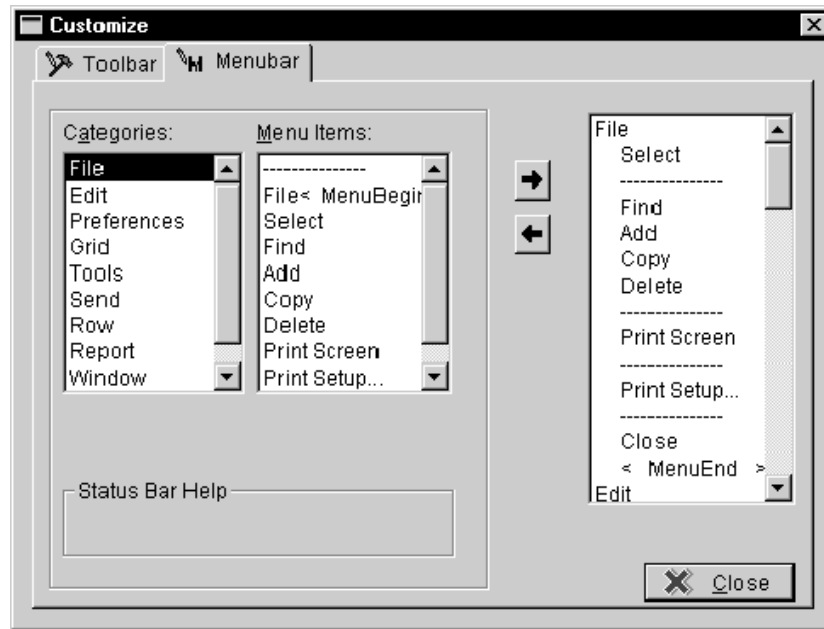 Customize
Toolbar
Menubar
Categories:
File
Edit
Preferences
Grid
Tools
Send
Row
Report
Window
Menu Items:
---------------
File< MenuBegin
Select
Find
Add
Copy
Delete
Print Screen
Print Setup...
File
Select
---------------
Find
Add
Copy
Delete
---------------
Print Screen
---------------
Print Setup...
---------------
Close
< MenuEnd >
Edit
Status Bar Help
Close